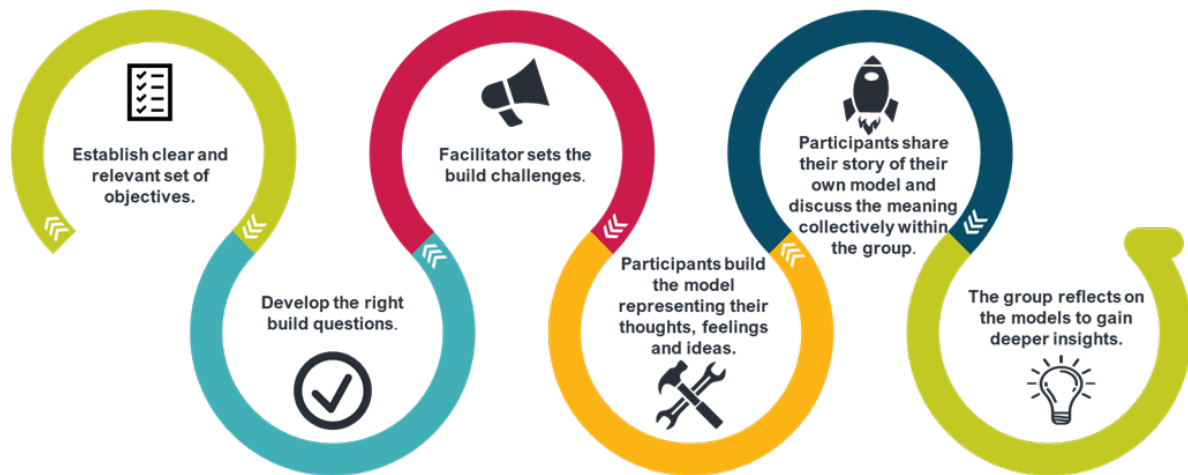 Establish clear and
relevant set of
objectives.
Develop the right
build questions.
Facilitator sets the
build challenges.
Participants build
the model
representing their
thoughts, feelings
and ideas.
Participants share
their story of their
own model and
discuss the meaning
collectively within
the group.
The group reflects on
the models to gain
deeper insights.